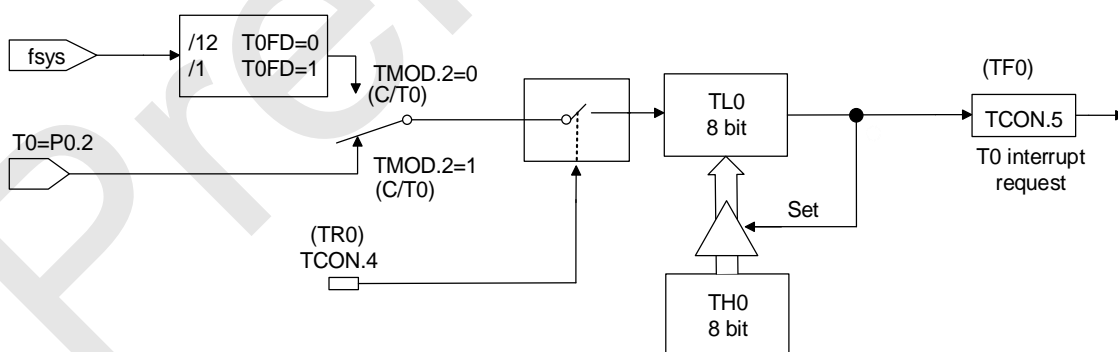 fsys
/12 T0FD=0
/1 T0FD=1
TMOD.2=0
(C/T0)
T0=P0.2
TMOD.2=1
(C/T0)
(TR0)
TCON.4
TL0
8 bit
Set
TH0
8 bit
(TF0)
TCON.5
T0 interrupt
request